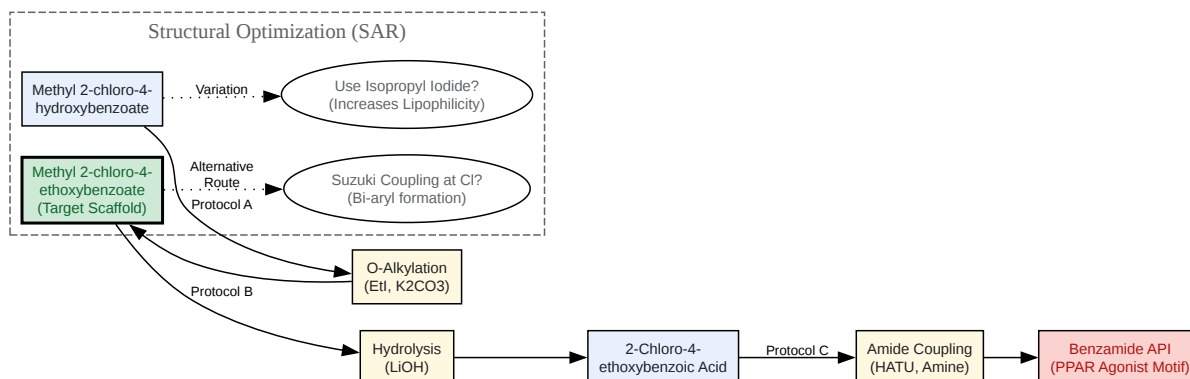 Structural Optimization (SAR)
Methyl 2-chloro-4-
hydroxybenzoate
Variation
Use Isopropyl Iodide?
(Increases Lipophilicity)
Methyl 2-chloro-4-
ethoxybenzoate
(Target Scaffold)
Alternative
Route
Suzuki Coupling at Cl?
(Bi-aryl formation)
Protocol A
O-Alkylation
(EtI, K2CO3)
Protocol B
Hydrolysis
(LiOH)
2-Chloro-4-
ethoxybenzoic Acid
Protocol C
Amide Coupling
(HATU, Amine)
Benzamide API
(PPAR Agonist Motif)